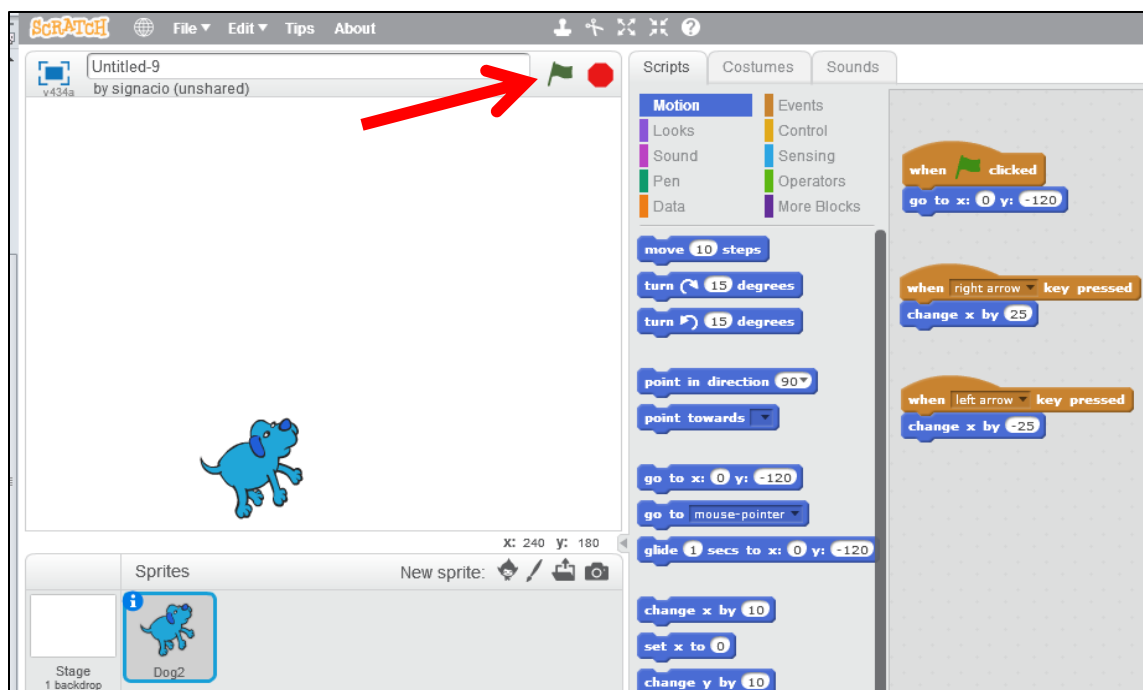 SCRATCH File Edit Tips About
Untitled-9
v434a by signacio (unshared)
Scripts Costumes Sounds
Motion Events
Looks Control
Sound Sensing
Pen Operators
Data More Blocks
move 10 steps
turn 15 degrees
turn 15 degrees
point in direction 90
point towards
go to x: 0 y: -120
go to mouse-pointer
glide 1 secs to x: 0 y: -120
change x by 10
set x to 0
change y by 10
when clicked
go to x: 0 y: -120
when right arrow key pressed
change x by 25
when left arrow key pressed
change x by -25
X: 240 y: 180
Sprites New sprite:
Stage
1 backdrop
Dog2